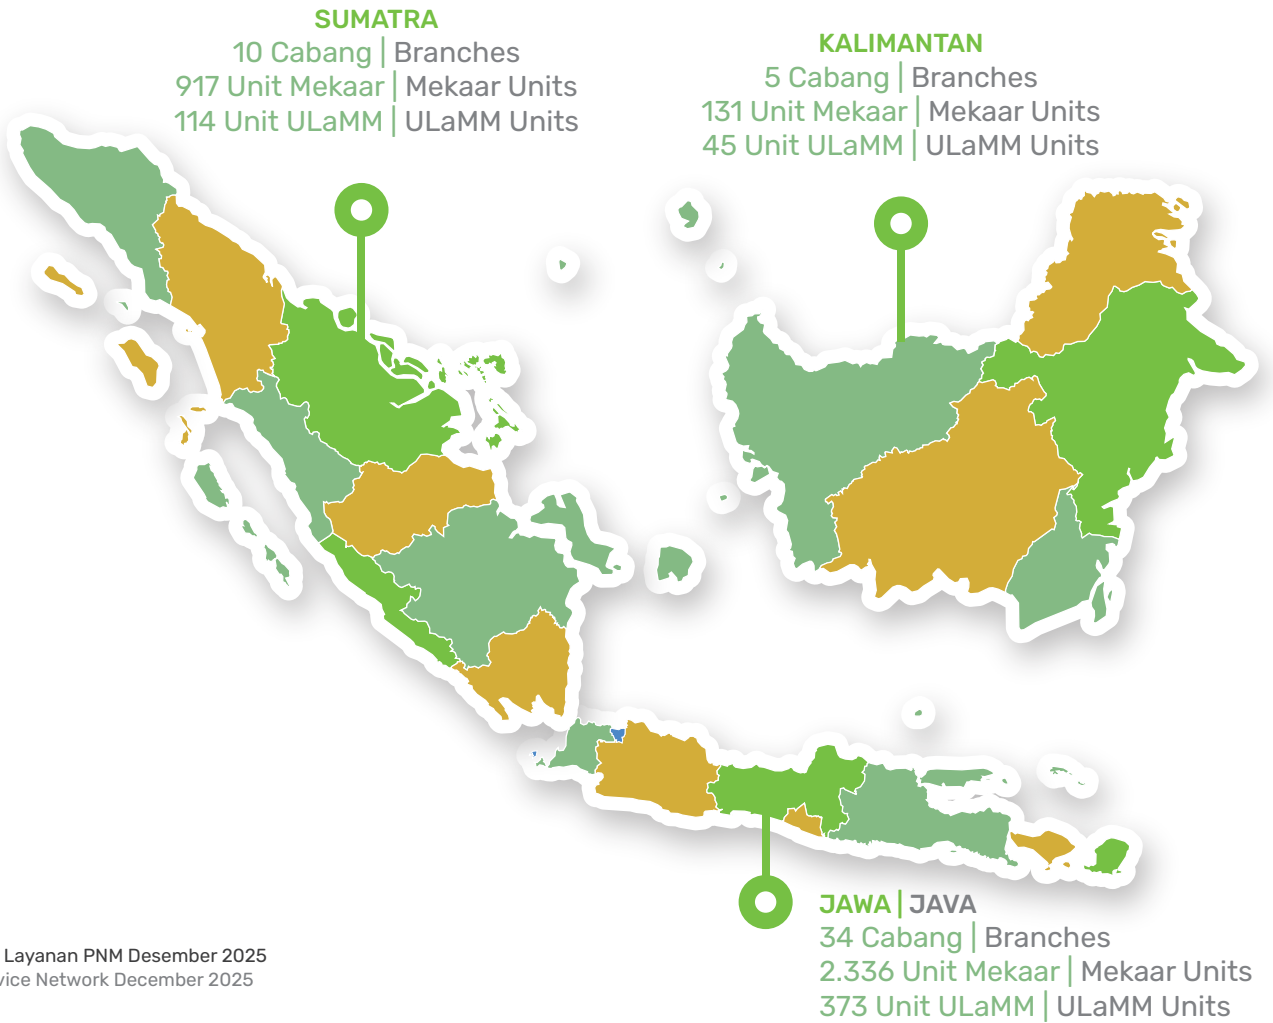 SUMATRA
10 Cabang | Branches
917 Unit Mekaar | Mekaar Units
114 Unit ULaMM | ULaMM Units
KALIMANTAN
5 Cabang | Branches
131 Unit Mekaar | Mekaar Units
45 Unit ULaMM | ULaMM Units
JAWA | JAVA
34 Cabang | Branches
2.336 Unit Mekaar | Mekaar Units
373 Unit ULaMM | ULaMM Units
Layanan PNM Desember 2025
Network December 2025